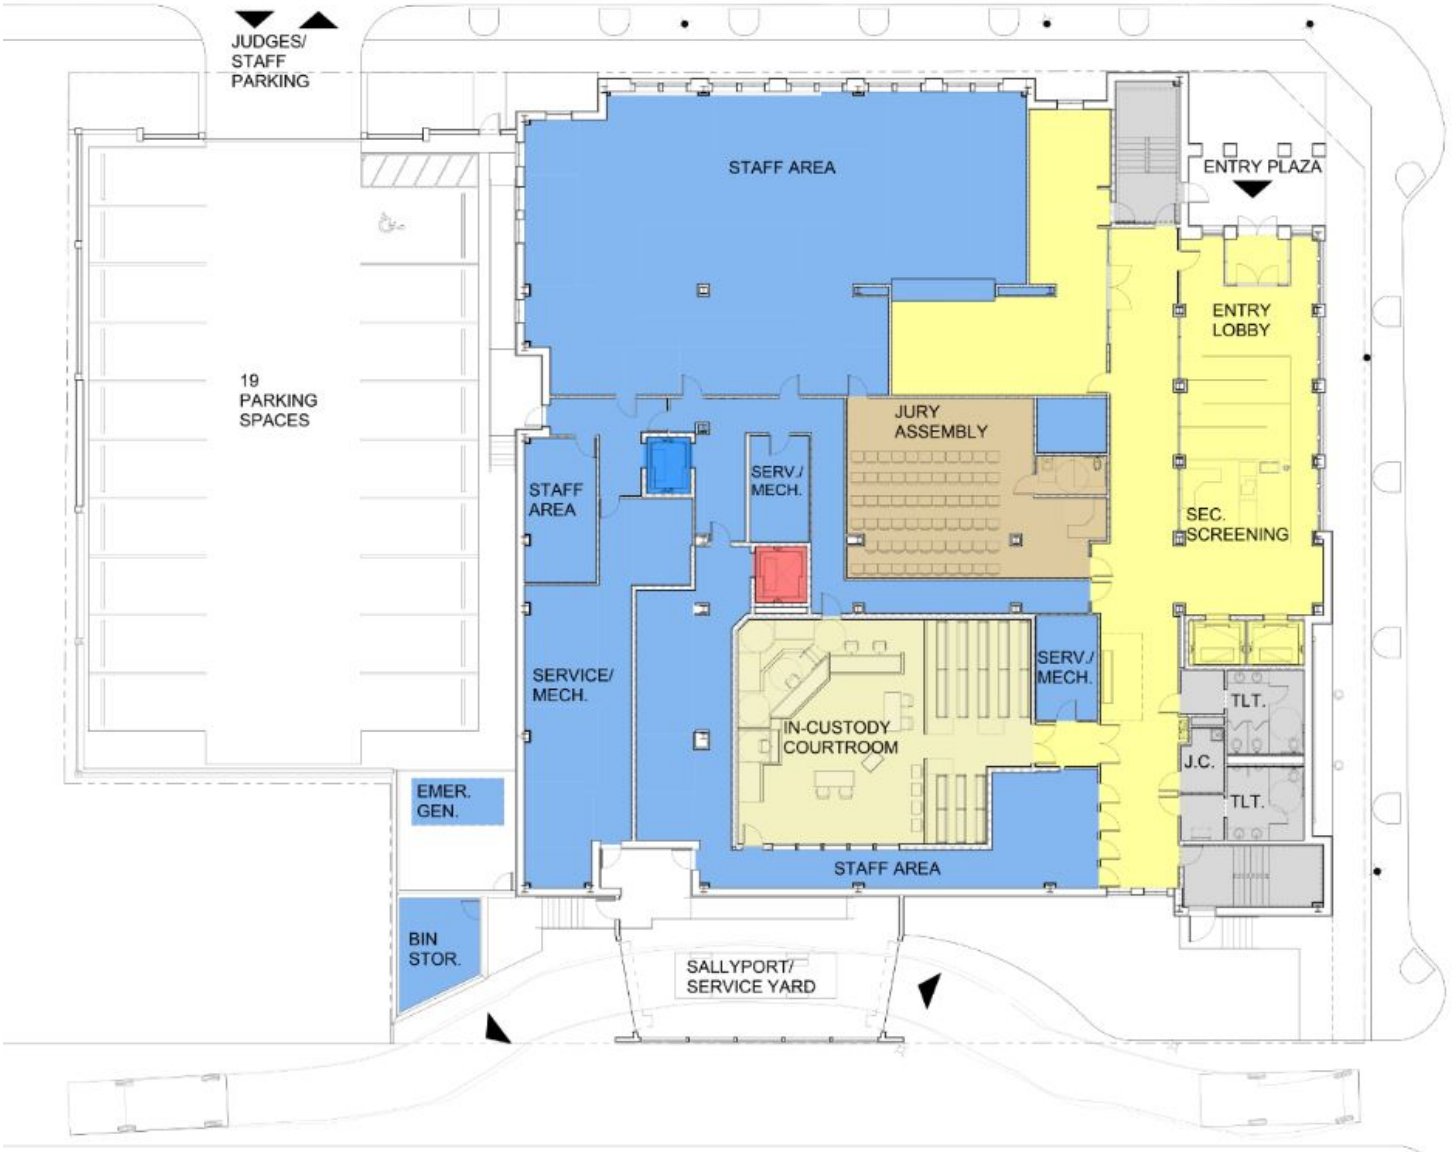 JUDGES/
STAFF
PARKING
STAFF AREA
ENTRY PLAZA
ENTRY
LOBBY
19
PARKING
SPACES
JURY
ASSEMBLY
STAFF
AREA
SERV./
MECH.
SEC.
SCREENING
SERVICE/
MECH.
SERV./
MECH.
IN-CUSTODY
COURTROOM
TLT.
J.C.
TLT.
EMER.
GEN.
STAFF AREA
BIN
STOR.
SALLYPORT/
SERVICE YARD